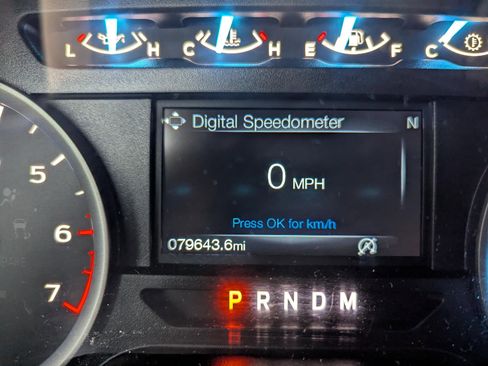 L H C H E F C
Digital Speedometer N
0 MPH
Press OK for km/h
079643.6mi
5
6
7
P R N D M